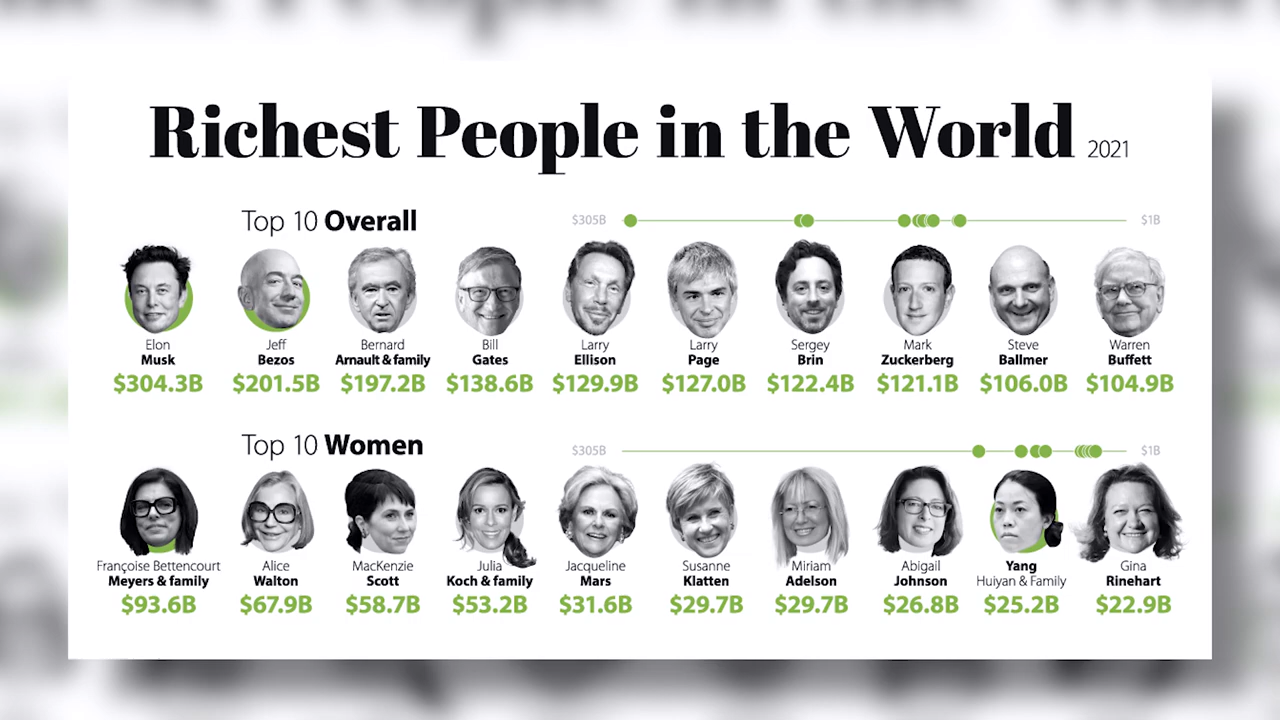 Richest People in the World 2021
Top 10 Overall
$305B
$1B
Elon
Musk
$304.3B
Jeff
Bezos
$201.5B
Bernard
Arnault & family
$197.2B
Bill
Gates
$138.6B
Larry
Ellison
$129.9B
Larry
Page
$127.0B
Sergey
Brin
$122.4B
Mark
Zuckerberg
$121.1B
Steve
Ballmer
$106.0B
Warren
Buffett
$104.9B
Top 10 Women
$305B
$1B
Françoise Bettencourt
Meyers & family
$93.6B
Alice
Walton
$67.9B
MacKenzie
Scott
$58.7B
Julia
Koch & family
$53.2B
Jacqueline
Mars
$31.6B
Susanne
Klatten
$29.7B
Miriam
Adelson
$29.7B
Abigail
Johnson
$26.8B
Yang
Huiyan & Family
$25.2B
Gina
Rinehart
$22.9B